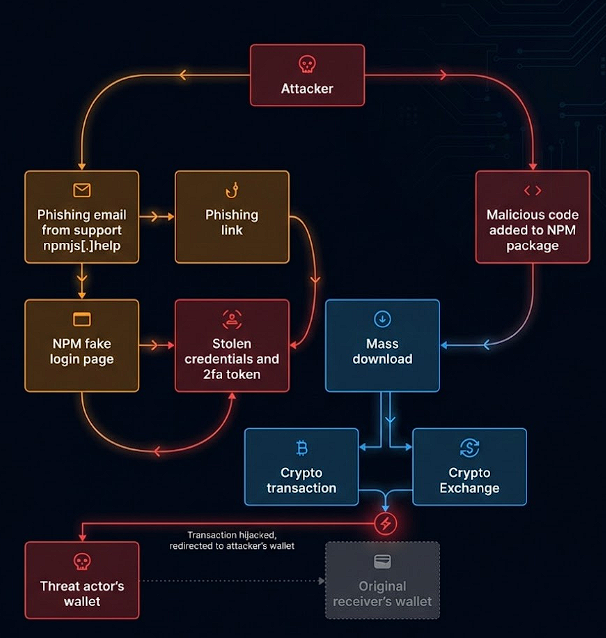 Attacker
Phishing email
from support
npmjs[.]help
Phishing
link
Malicious code
added to NPM
package
NPM fake
login page
Stolen
credentials and
2fa token
Mass
download
Crypto
transaction
Crypto
Exchange
Transaction hijacked,
redirected to attacker's wallet
Threat actor's
wallet
Original
receiver's wallet